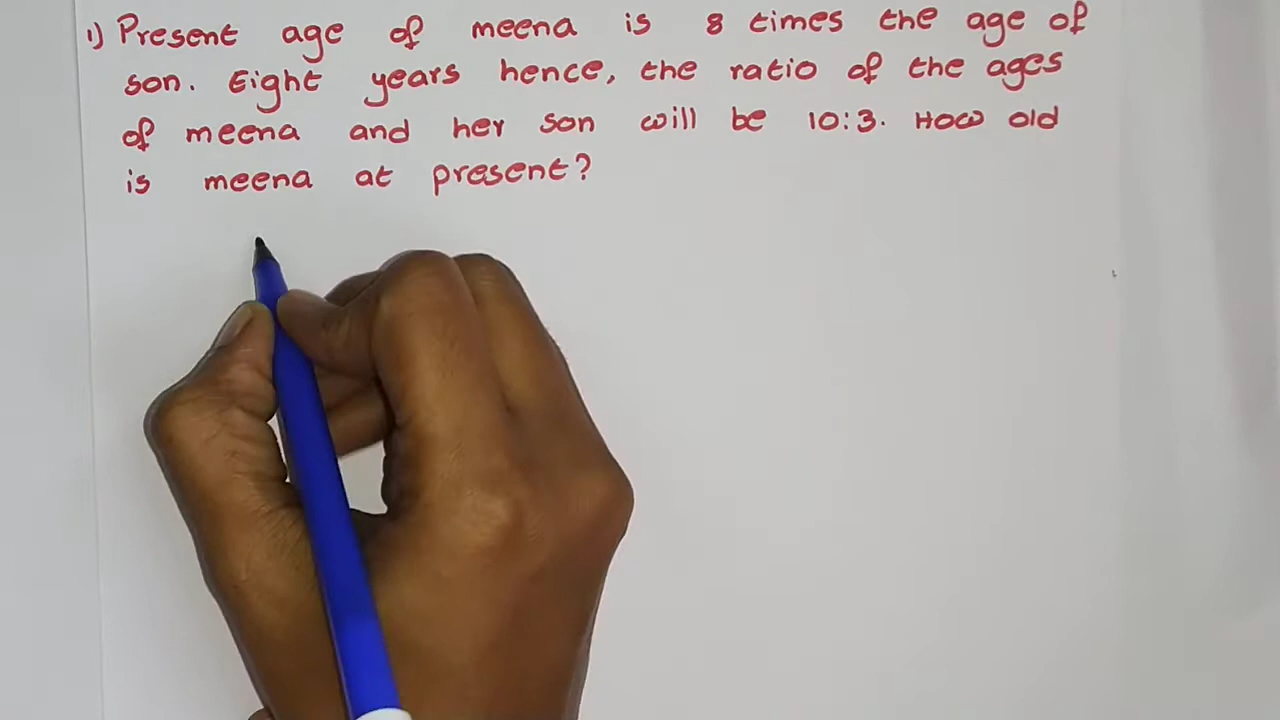 1) Present age of meena is 8 times the age of
son. Eight years hence, the ratio of the ages
of meena and her son will be 10:3. How old
is meena at present?